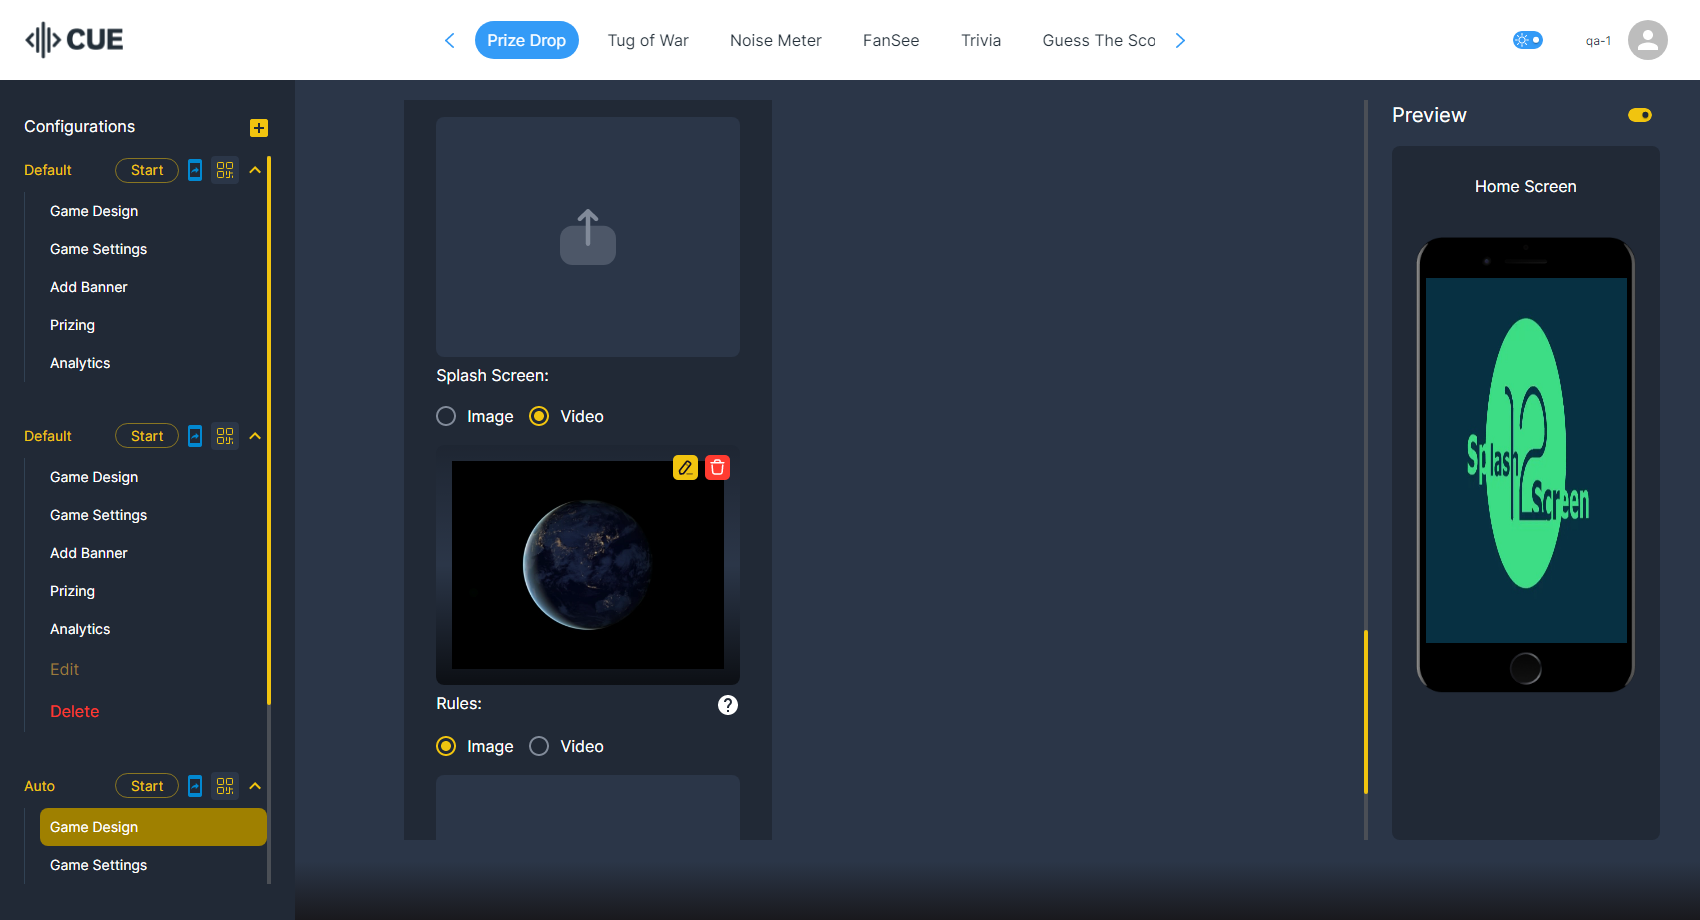 CUE
Prize Drop
Tug of War
Noise Meter
FanSee
Trivia
Guess The Sco
qa-1
Configurations
Default
Start
Game Design
Game Settings
Add Banner
Prizing
Analytics
Default
Start
Game Design
Game Settings
Add Banner
Prizing
Analytics
Edit
Delete
Auto
Start
Game Design
Game Settings
Splash Screen:
Image
Video
Rules:
?
Image
Video
Preview
Home Screen
12
Splash
Screen